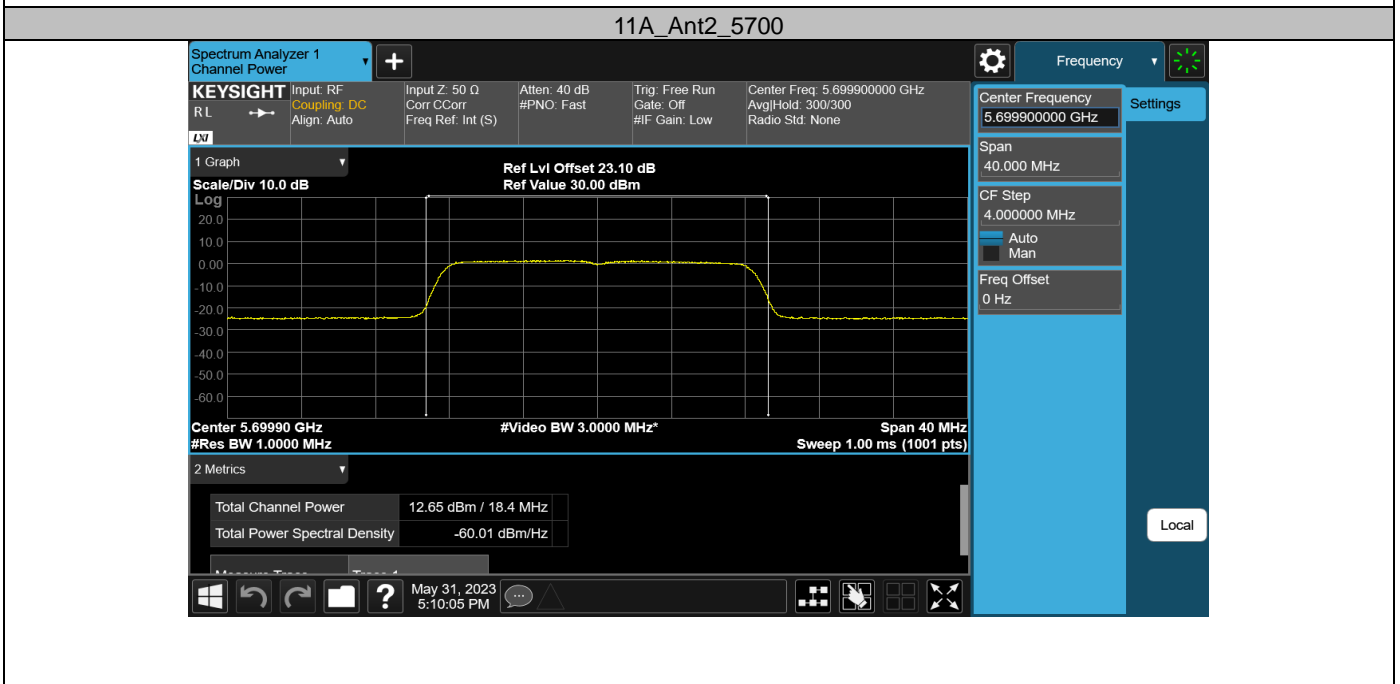 11A_Ant2_5700
Spectrum Analyzer 1
Channel Power
Frequency
KEYSIGHT
R L
LXI
Input: RF
Coupling: DC
Align: Auto
Input Z: 50 Ω
Corr CCorr
Freq Ref: Int (S)
Atten: 40 dB
#PNO: Fast
Trig: Free Run
Gate: Off
#IF Gain: Low
Center Freq: 5.699900000 GHz
Avg|Hold: 300/300
Radio Std: None
Center Frequency
5.699900000 GHz
Settings
Span
40.000 MHz
CF Step
4.000000 MHz
Auto
Man
Freq Offset
0 Hz
1 Graph
Scale/Div 10.0 dB
Ref Lvl Offset 23.10 dB
Ref Value 30.00 dBm
Log
20.0
10.0
0.00
-10.0
-20.0
-30.0
-40.0
-50.0
-60.0
Center 5.69990 GHz
#Video BW 3.0000 MHz*
Span 40 MHz
#Res BW 1.0000 MHz
Sweep 1.00 ms (1001 pts)
2 Metrics
Total Channel Power 12.65 dBm / 18.4 MHz
Total Power Spectral Density -60.01 dBm/Hz
Local
?
May 31, 2023
5:10:05 PM